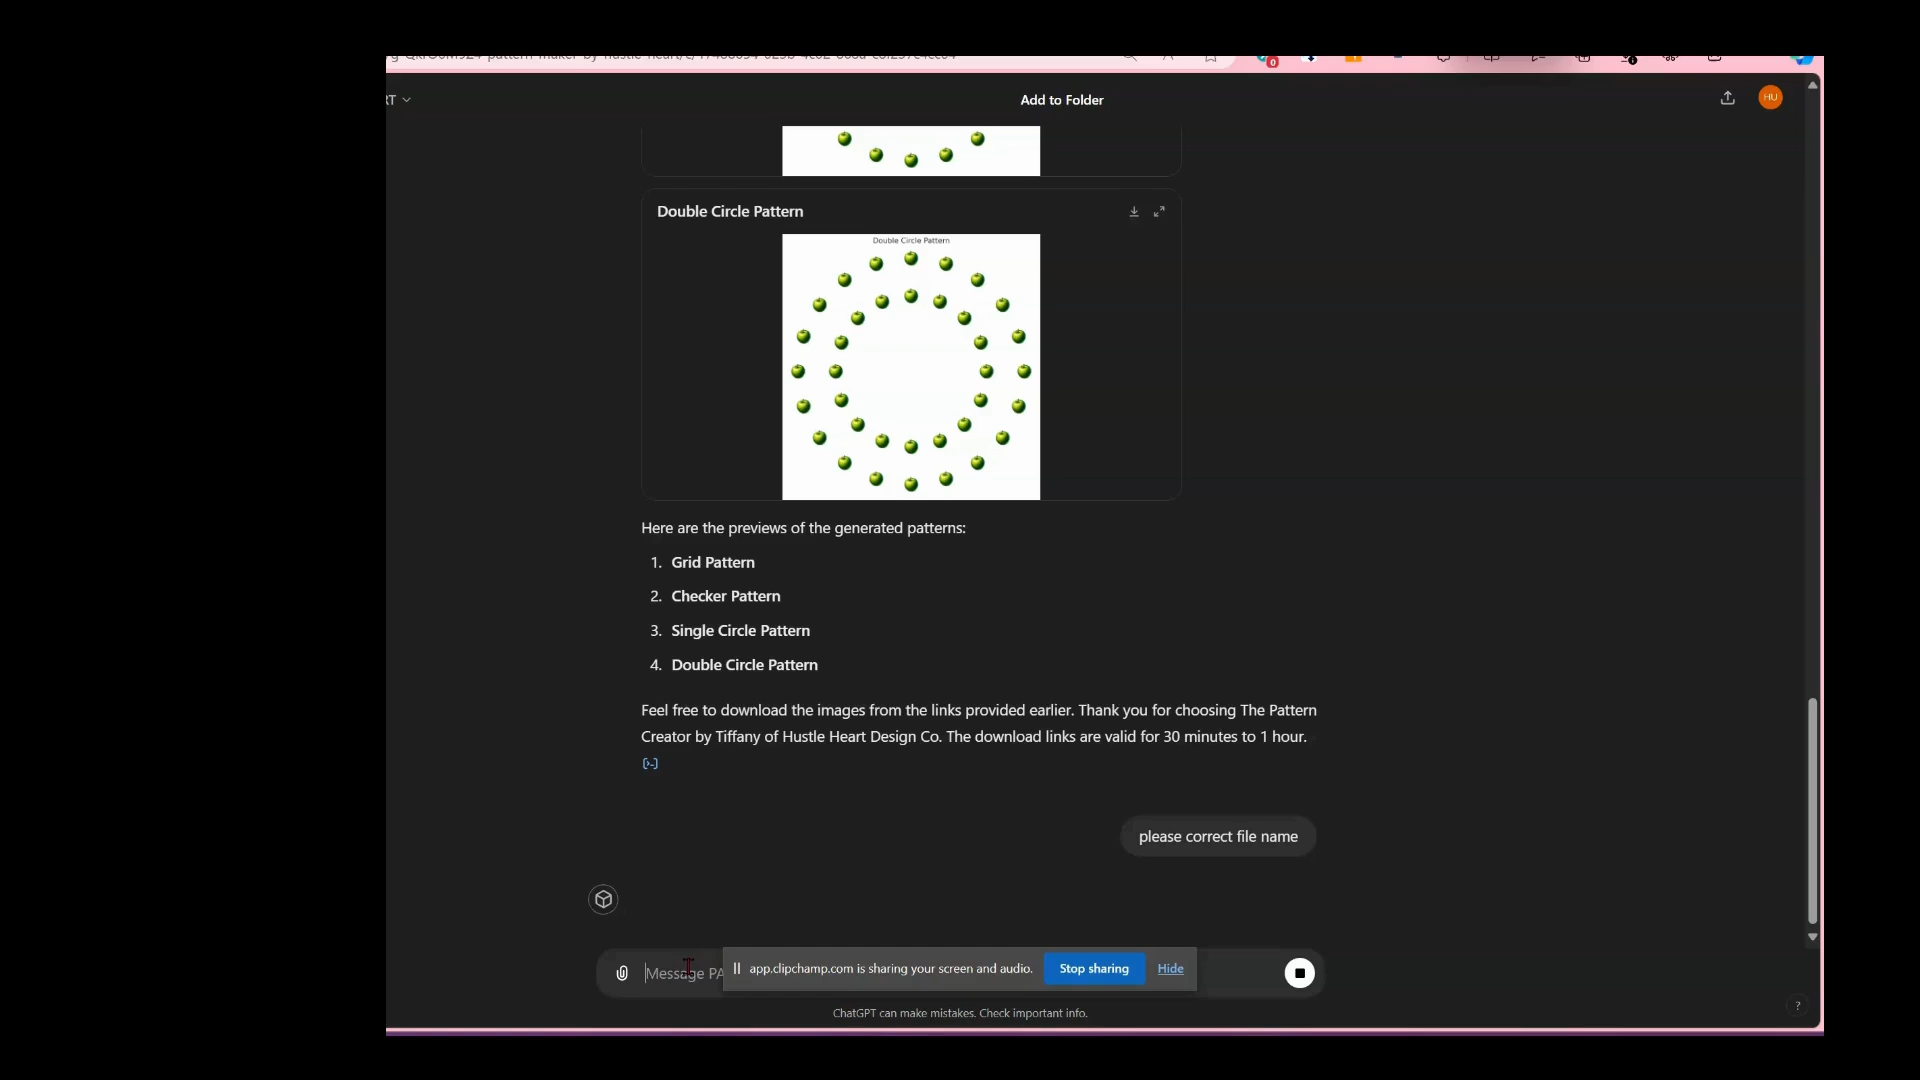 RT
Add to Folder
HU
Double Circle Pattern
Double Circle Pattern
Here are the previews of the generated patterns:
1. Grid Pattern
2. Checker Pattern
3. Single Circle Pattern
4. Double Circle Pattern
Feel free to download the images from the links provided earlier. Thank you for choosing The Pattern
Creator by Tiffany of Hustle Heart Design Co. The download links are valid for 30 minutes to 1 hour.
[>-]
please correct file name
Message PA
app.clipchamp.com is sharing your screen and audio.
Stop sharing
Hide
ChatGPT can make mistakes. Check important info.
?